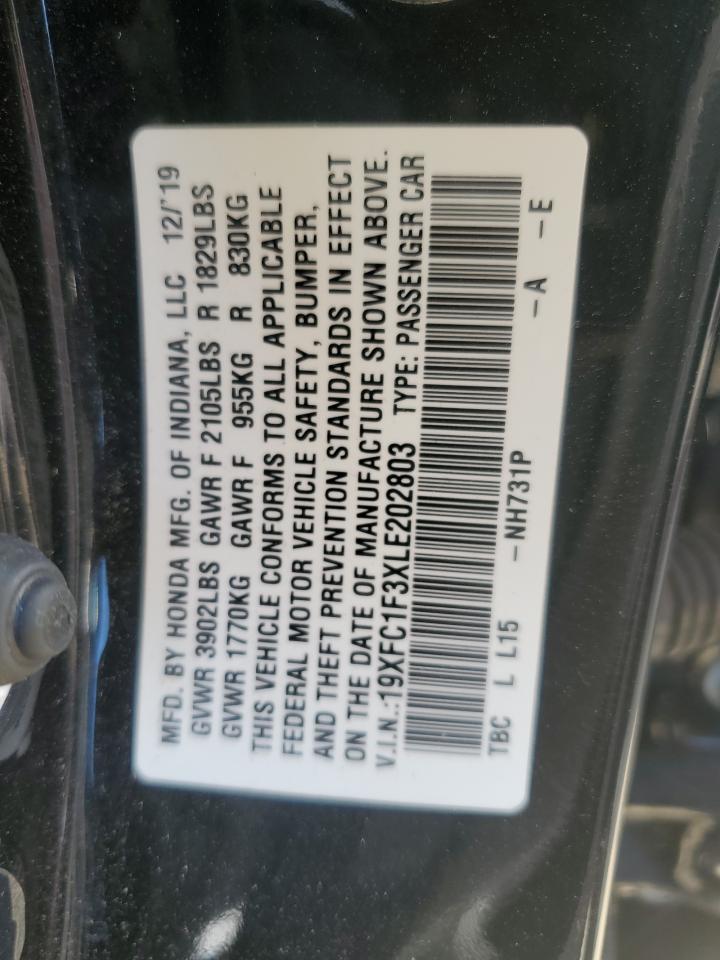 MFD. BY HONDA MFG. OF INDIANA, LLC 12/'19
GVWR 3902LBS GAWR F 2105LBS R 1829LBS
GVWR 1770KG GAWR F 955KG R 830KG
THIS VEHICLE CONFORMS TO ALL APPLICABLE
FEDERAL MOTOR VEHICLE SAFETY, BUMPER,
AND THEFT PREVENTION STANDARDS IN EFFECT
ON THE DATE OF MANUFACTURE SHOWN ABOVE.
V.I.N.:19XFC1F3XLE202803 TYPE: PASSENGER CAR
TBC L L15 -NH731P -A -E